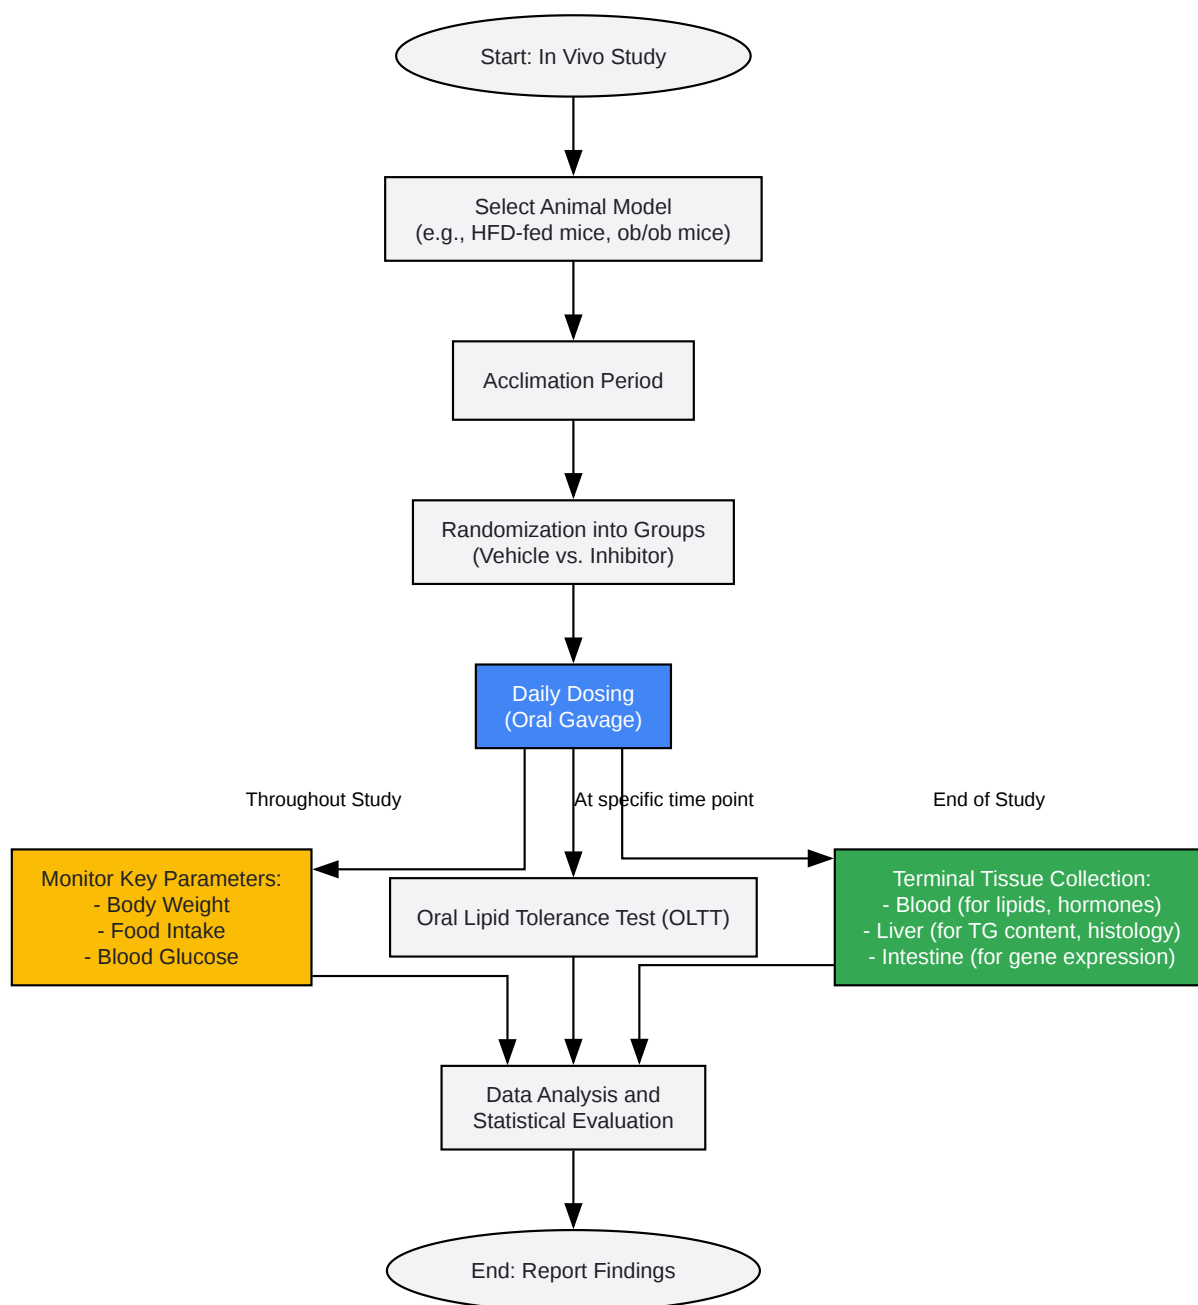 Start: In Vivo Study
Select Animal Model
(e.g., HFD-fed mice, ob/ob mice)
Acclimation Period
Randomization into Groups
(Vehicle vs. Inhibitor)
Daily Dosing
(Oral Gavage)
Throughout Study
At specific time point
End of Study
Monitor Key Parameters:
- Body Weight
- Food Intake
- Blood Glucose
Oral Lipid Tolerance Test (OLTT)
Terminal Tissue Collection:
- Blood (for lipids, hormones)
- Liver (for TG content, histology)
- Intestine (for gene expression)
Data Analysis and
Statistical Evaluation
End: Report Findings